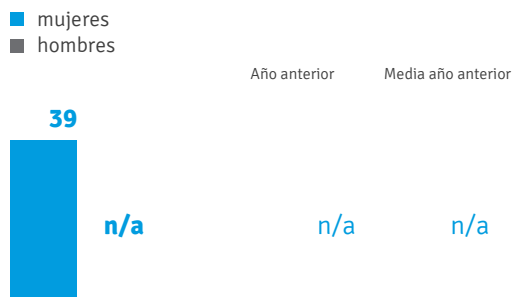 mujeres
hombres
Año anterior Media año anterior
39
n/a n/a n/a